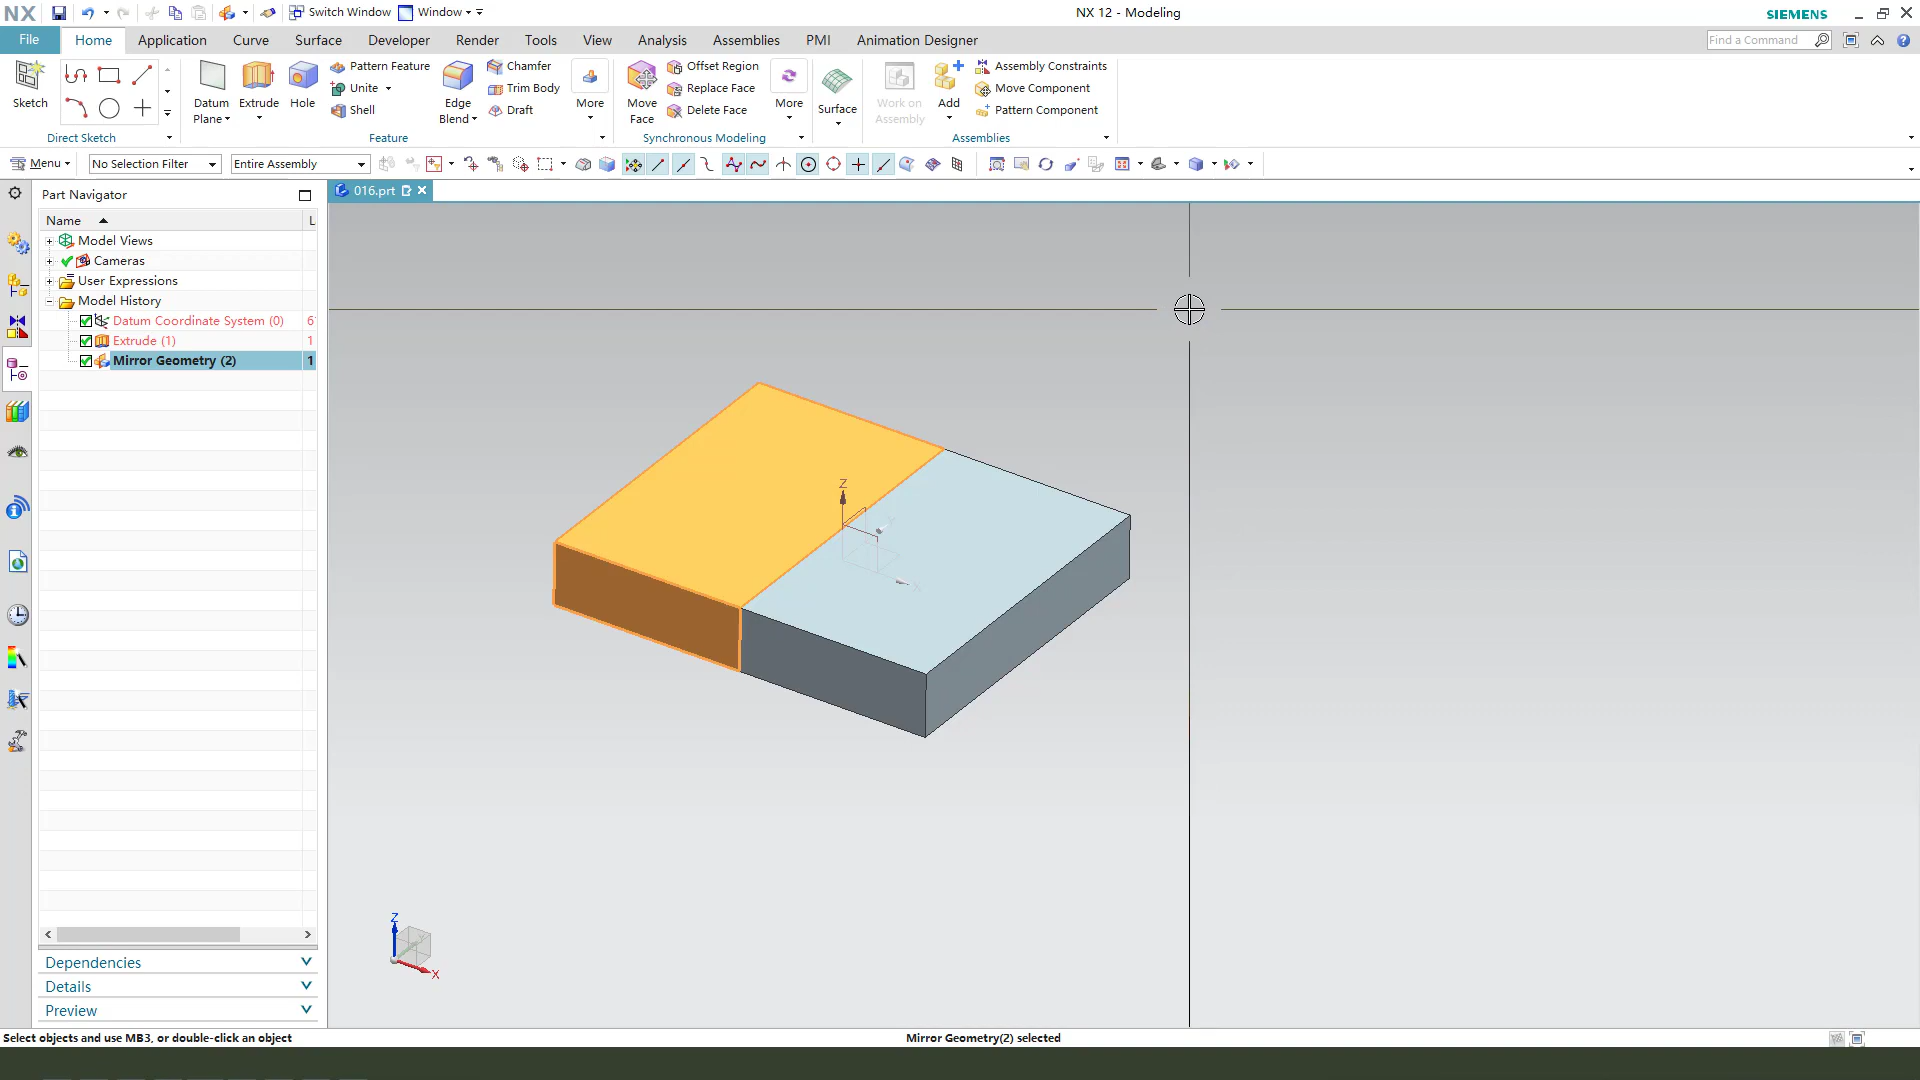 NX
Switch Window
Window
NX 12 - Modeling
SIEMENS
File
Home
Application
Curve
Surface
Developer
Render
Tools
View
Analysis
Assemblies
PMI
Animation Designer
Find a Command
Sketch
Direct Sketch
Datum
Plane
Extrude
Hole
Pattern Feature
Unite
Shell
Edge
Blend
Chamfer
Trim Body
Draft
More
Feature
Move
Face
Offset Region
Replace Face
Delete Face
More
Synchronous Modeling
Surface
Work on
Assembly
Add
Assembly Constraints
Move Component
Pattern Component
Assemblies
Menu
No Selection Filter
Entire Assembly
Part Navigator
016.prt
Name
L
Model Views
Cameras
User Expressions
Model History
Datum Coordinate System (0)
6
Extrude (1)
1
Mirror Geometry (2)
1
Z
Z
X
Dependencies
Details
Preview
Select objects and use MB3, or double-click an object
Mirror Geometry(2) selected